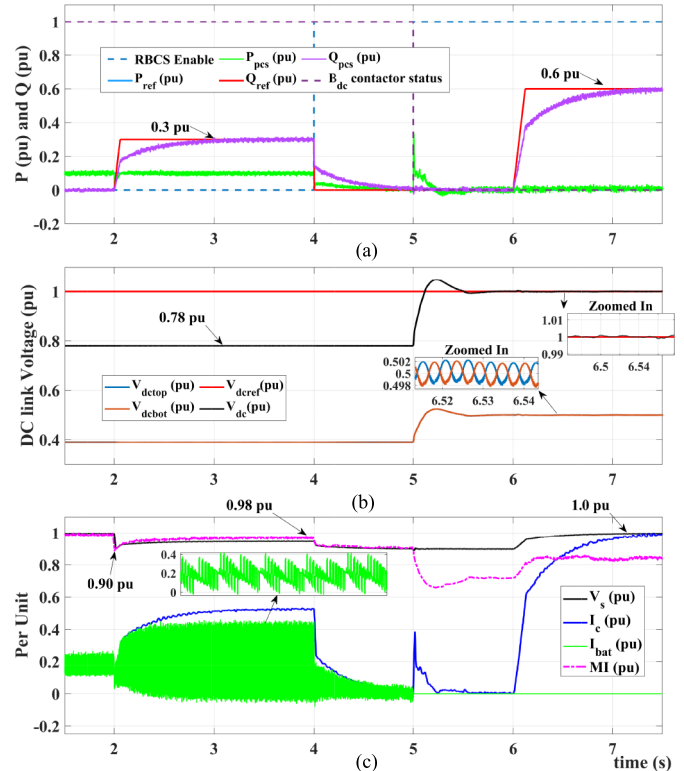 P (pu) and Q (pu)
1
0.8
0.6
0.4
0.2
0
-0.2
RBCS Enable
P_pcs (pu)
Q_pcs (pu)
P_ref (pu)
Q_ref (pu)
B_dc contactor status
0.3 pu
0.6 pu
2 3 4 5 6 7
(a)
DC link Voltage (pu)
1
0.8
0.6
0.4
0.78 pu
Zoomed In
1.01
1
0.99
6.5 6.54
Zoomed In
0.502
0.5
0.498
6.52 6.53 6.54
V_dctop (pu)
V_dcref(pu)
V_dcbot(pu)
V_dc(pu)
2 3 4 5 6 7
(b)
Per Unit
1
0.8
0.6
0.4
0.2
0
-0.2
0.98 pu
1.0 pu
0.90 pu
0.4
0.2
0
V_s (pu)
I_c (pu)
I_bat (pu)
MI (pu)
2 3 4 5 6 7
time (s)
(c)